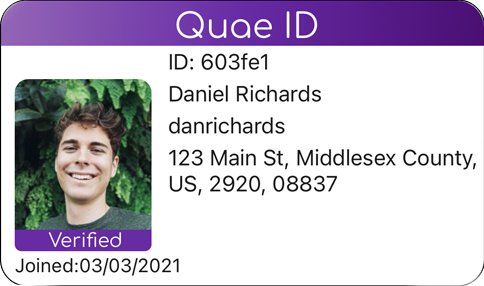 Quae ID
ID: 603fe1
Daniel Richards
danrichards
123 Main St, Middlesex County,
US, 2920, 08837
Verified
Joined:03/03/2021